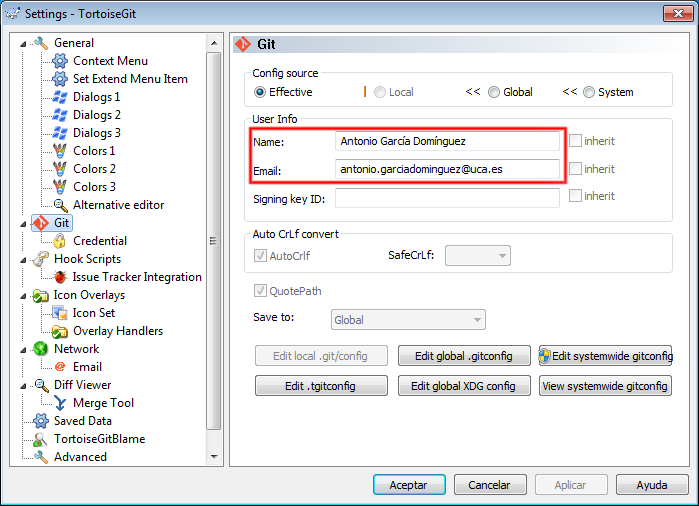 Settings - TortoiseGit
General
Context Menu
Set Extend Menu Item
Dialogs 1
Dialogs 2
Dialogs 3
Colors 1
Colors 2
Colors 3
Alternative editor
Git
Credential
Hook Scripts
Issue Tracker Integration
Icon Overlays
Icon Set
Overlay Handlers
Network
Email
Diff Viewer
Merge Tool
Saved Data
TortoiseGitBlame
Advanced
Git
Config source
Effective | Local << Global << System
User Info
Name: Antonio García Domínguez inherit
Email: antonio.garciadominguez@uca.es inherit
Signing key ID: inherit
Auto CrLf convert
AutoCrlf SafeCrLf:
QuotePath
Save to: Global
Edit local .git/config Edit global .gitconfig Edit systemwide gitconfig
Edit .tgitconfig Edit global XDG config View systemwide gitconfig
Aceptar Cancelar Aplicar Ayuda